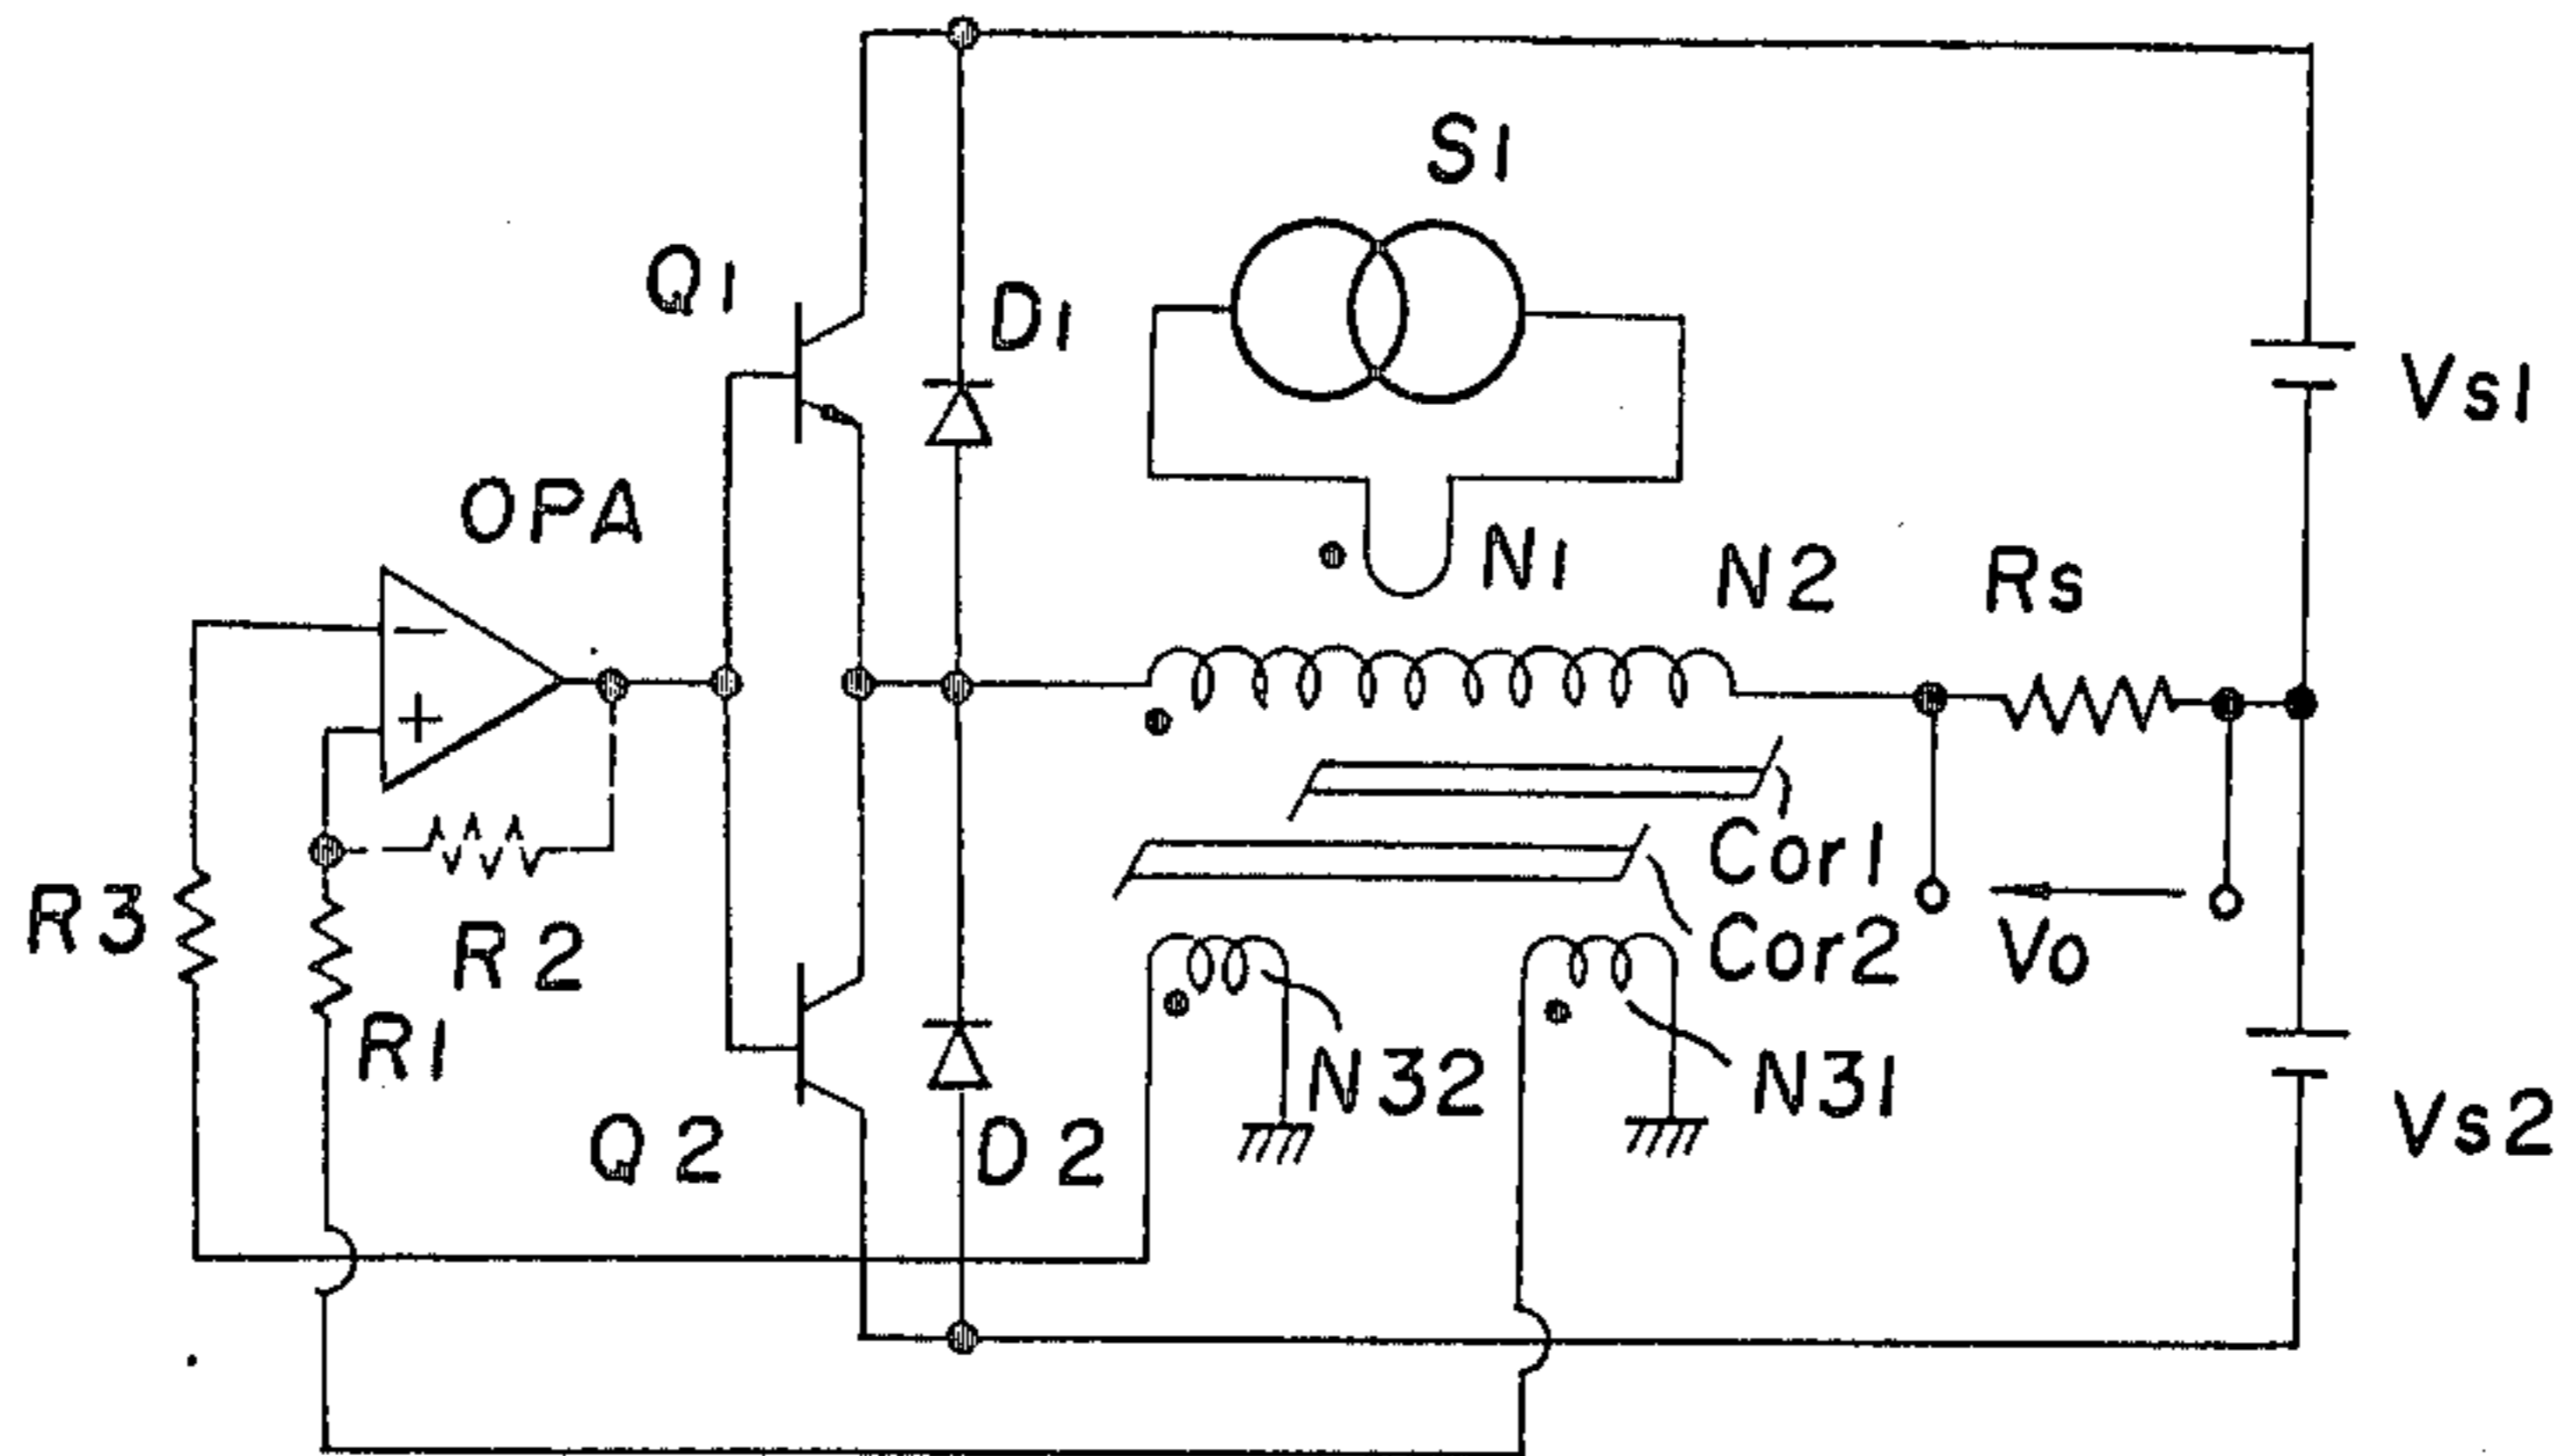 S1
Q1
D1
Vs1
OPA
N1
N2
Rs
−
+
Cor1
R3
R2
Cor2
Vo
R1
N32
N31
Q2
D2
Vs2